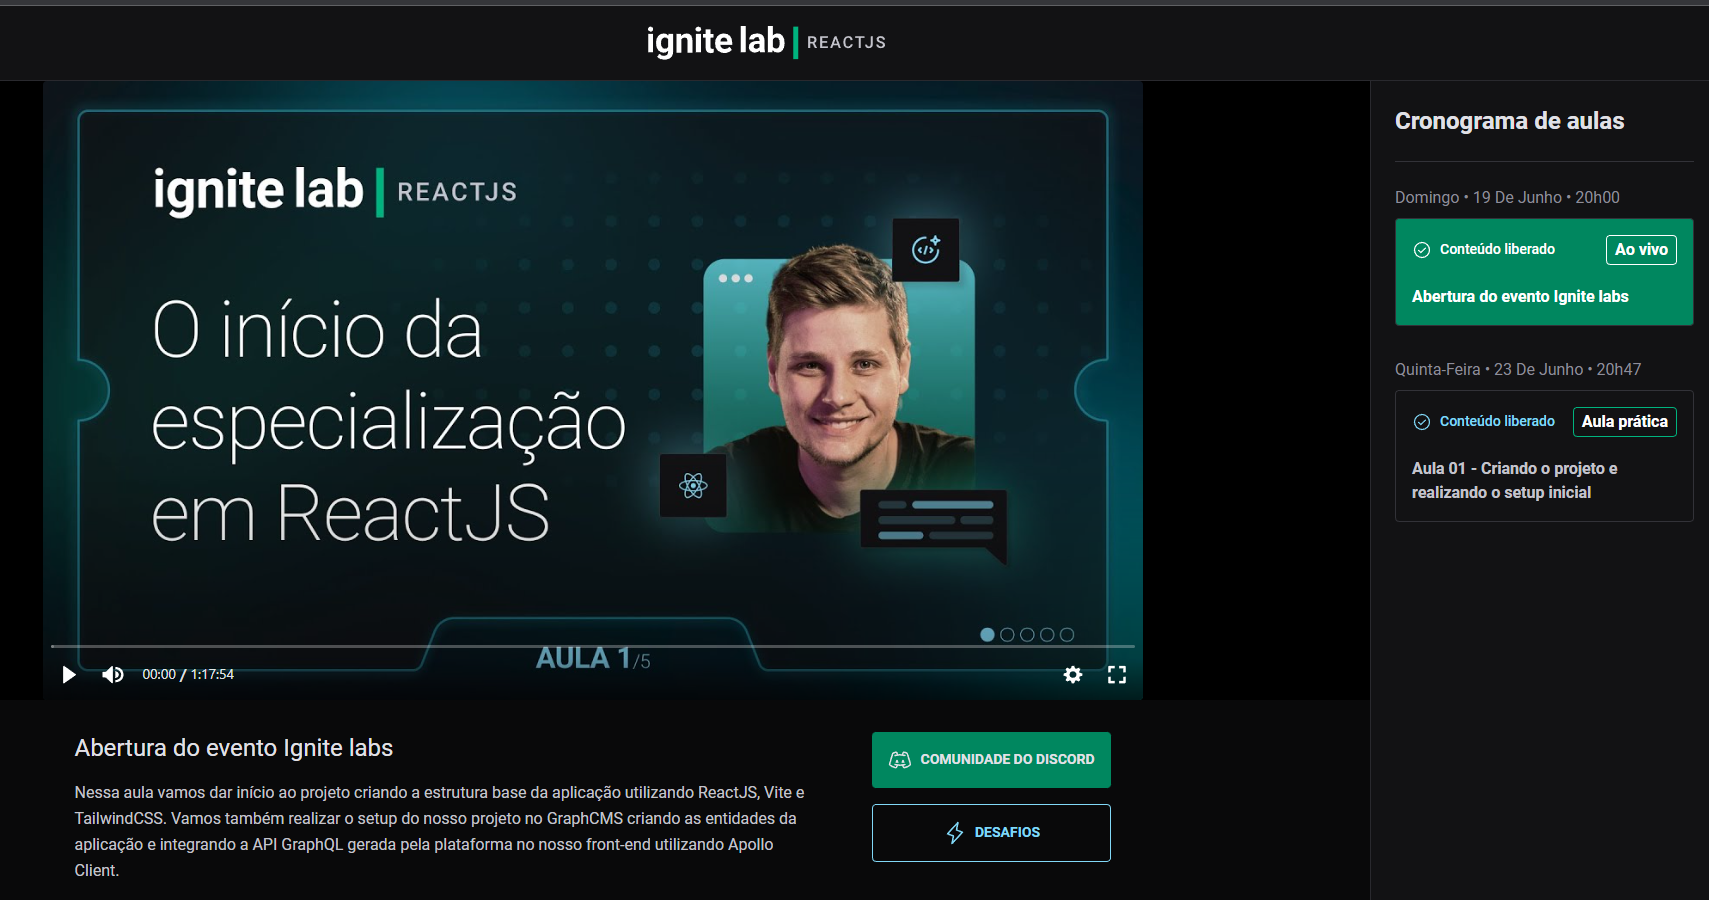 ignite lab | REACTJS
ignite lab | REACTJS
O início da
especialização
em ReactJS
AULA 1/5
00:00 / 1:17:54
Abertura do evento Ignite labs
Nessa aula vamos dar início ao projeto criando a estrutura base da aplicação utilizando ReactJS, Vite e
TailwindCSS. Vamos também realizar o setup do nosso projeto no GraphCMS criando as entidades da
aplicação e integrando a API GraphQL gerada pela plataforma no nosso front-end utilizando Apollo
Client.
COMUNIDADE DO DISCORD
DESAFIOS
Cronograma de aulas
Domingo • 19 De Junho • 20h00
Conteúdo liberado
Ao vivo
Abertura do evento Ignite labs
Quinta-Feira • 23 De Junho • 20h47
Conteúdo liberado
Aula prática
Aula 01 - Criando o projeto e
realizando o setup inicial